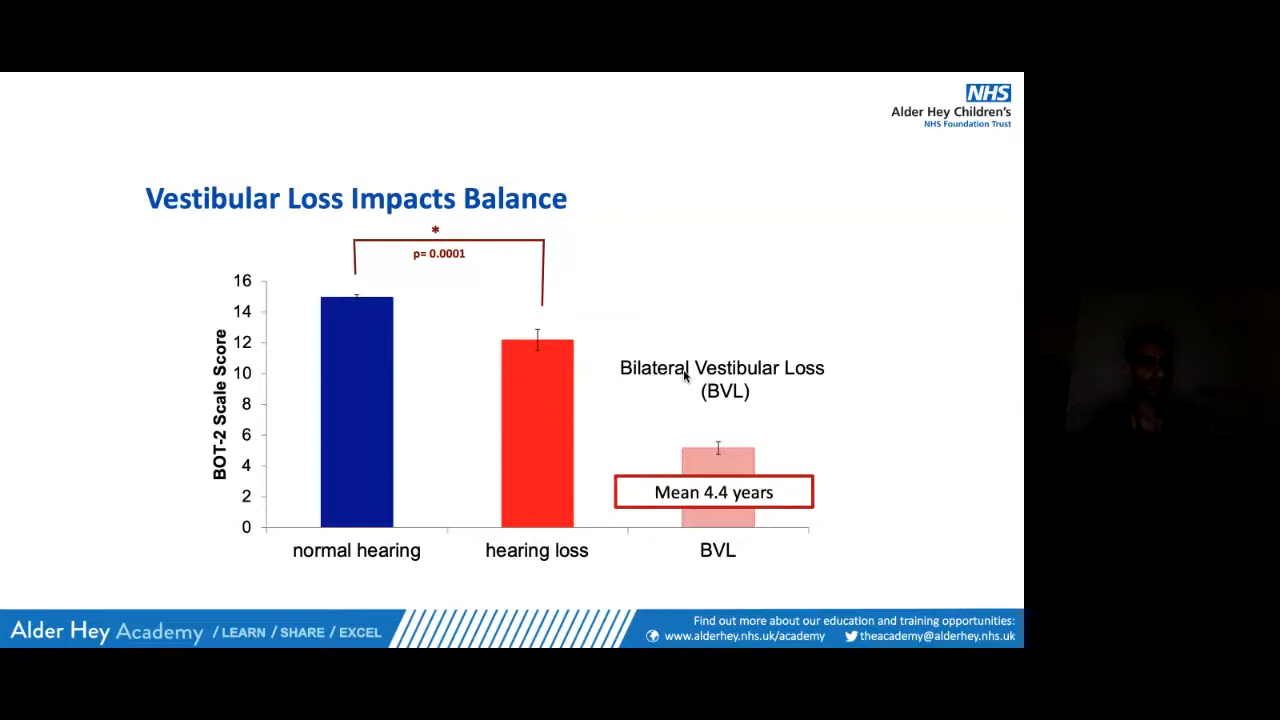 NHS
Alder Hey Children's
NHS Foundation Trust
Vestibular Loss Impacts Balance
*
p= 0.0001
16
14
12
10
8
6
4
2
0
BOT-2 Scale Score
Bilateral Vestibular Loss
(BVL)
Mean 4.4 years
normal hearing
hearing loss
BVL
Alder Hey Academy / LEARN / SHARE / EXCEL
Find out more about our education and training opportunities:
www.alderhey.nhs.uk/academy theacademy@alderhey.nhs.uk